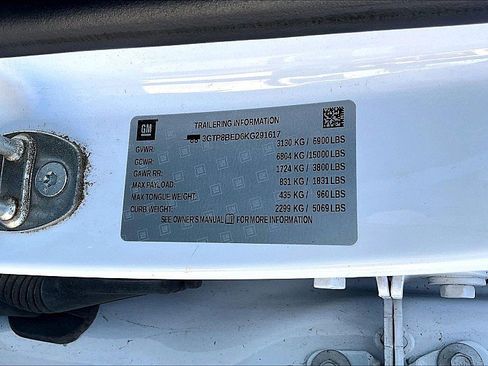 GM
TRAILERING INFORMATION
3GTP8BED6KG291617
GVWR: 3130 KG / 6900 LBS
GCWR: 6804 KG / 15000 LBS
GAWR RR: 1724 KG / 3800 LBS
MAX PAYLOAD: 831 KG / 1831 LBS
MAX TONGUE WEIGHT: 435 KG / 960 LBS
CURB WEIGHT: 2299 KG / 5069 LBS
SEE OWNER'S MANUAL FOR MORE INFORMATION